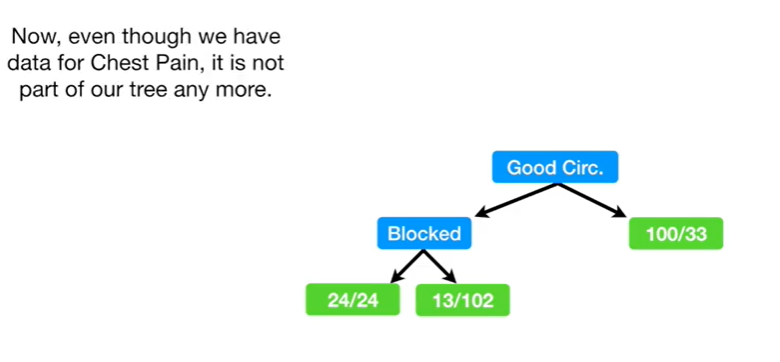 Now, even though we have
data for Chest Pain, it is not
part of our tree any more.
Good Circ.
Blocked
100/33
24/24
13/102